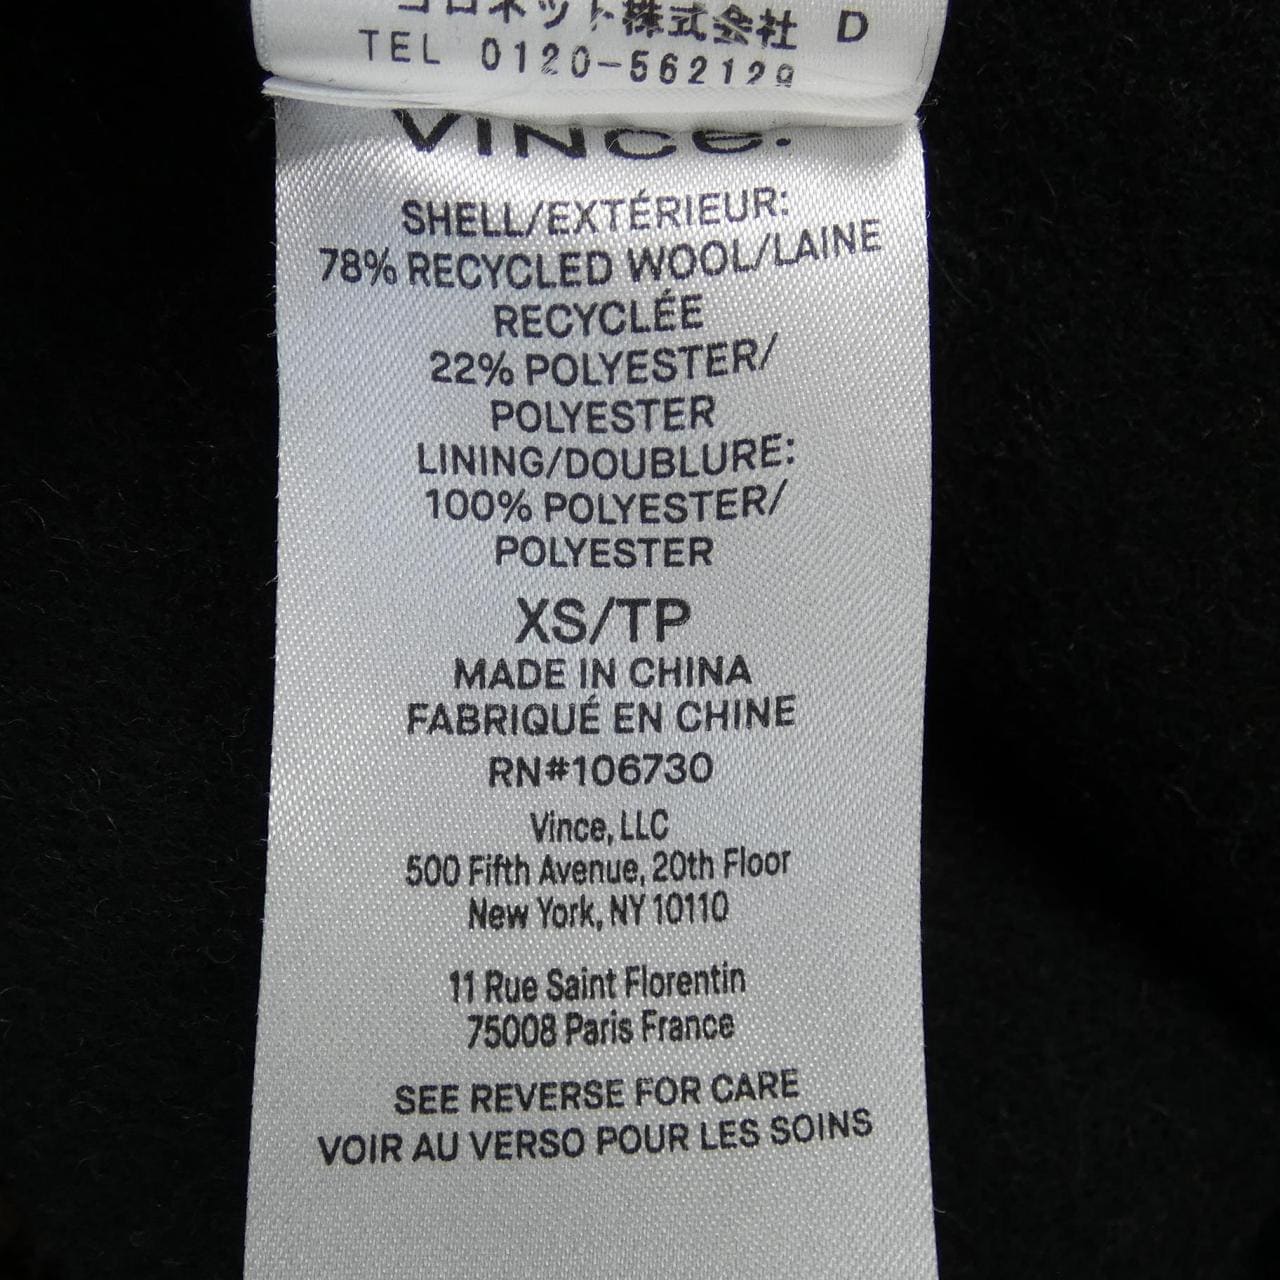 コロネット株式会社 D
TEL 0120-562129
VINCE.
SHELL/EXTÉRIEUR:
78% RECYCLED WOOL/LAINE
RECYCLÉE
22% POLYESTER/
POLYESTER
LINING/DOUBLURE:
100% POLYESTER/
POLYESTER
XS/TP
MADE IN CHINA
FABRIQUÉ EN CHINE
RN#106730
Vince, LLC
500 Fifth Avenue, 20th Floor
New York, NY 10110
11 Rue Saint Florentin
75008 Paris France
SEE REVERSE FOR CARE
VOIR AU VERSO POUR LES SOINS